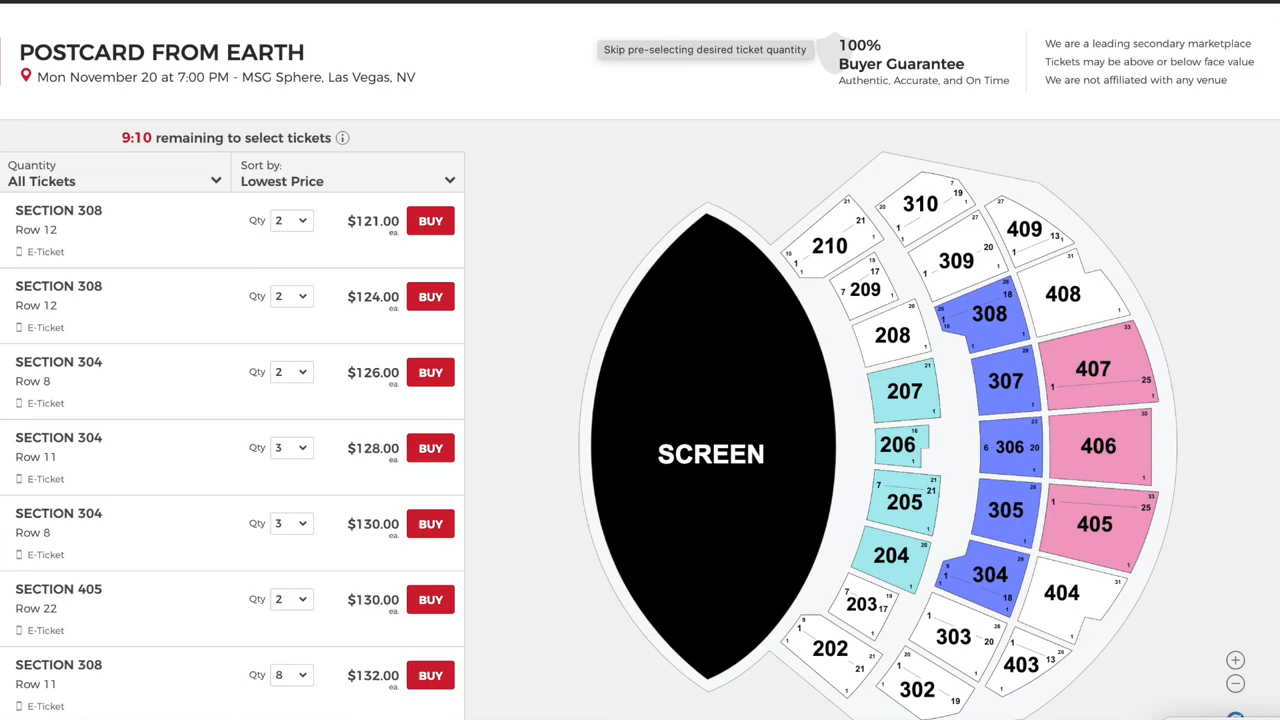 POSTCARD FROM EARTH
Mon November 20 at 7:00 PM - MSG Sphere, Las Vegas, NV
Skip pre-selecting desired ticket quantity
100%
Buyer Guarantee
Authentic, Accurate, and On Time
We are a leading secondary marketplace
Tickets may be above or below face value
We are not affiliated with any venue
9:10 remaining to select tickets
Quantity
All Tickets
Sort by:
Lowest Price
SECTION 308
Row 12
E-Ticket
Qty 2
$121.00
ea.
BUY
SECTION 308
Row 12
E-Ticket
Qty 2
$124.00
ea.
BUY
SECTION 304
Row 8
E-Ticket
Qty 2
$126.00
ea.
BUY
SECTION 304
Row 11
E-Ticket
Qty 3
$128.00
ea.
BUY
SECTION 304
Row 8
E-Ticket
Qty 3
$130.00
ea.
BUY
SECTION 405
Row 22
E-Ticket
Qty 2
$130.00
ea.
BUY
SECTION 308
Row 11
E-Ticket
Qty 8
$132.00
ea.
BUY
SCREEN
210
209
208
207
206
205
204
203
202
310
309
308
307
306
305
304
303
302
409
408
407
406
405
404
403